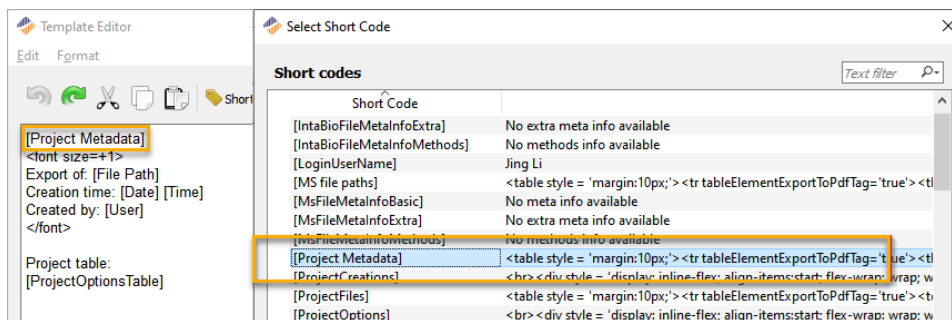 Template Editor
Edit Format
Short
[Project Metadata]
<font size=+1>
Export of: [File Path]
Creation time: [Date] [Time]
Created by: [User]
</font>
Project table:
[ProjectOptionsTable]
Select Short Code
Short codes
Text filter
Short Code
[IntaBioFileMetaInfoExtra] No extra meta info available
[IntaBioFileMetaInfoMethods] No methods info available
[LoginUserName] Jing Li
[MS file paths] <table style = 'margin:10px;'><tr tableElementExportToPdfTag='true'><tl
[MsFileMetaInfoBasic] No meta info available
[MsFileMetaInfoExtra] No extra meta info available
[MsFileMetaInfoMethods] No methods info available
[Project Metadata] <table style = 'margin:10px;'><tr tableElementExportToPdfTag='true'><tl
[ProjectCreations] <br><div style = 'display: inline-flex; align-items:start; flex-wrap: wrap; w
[ProjectFiles] <table style = 'margin:10px;'><tr tableElementExportToPdfTag='true'><t
[ProjectOptions] <br><div style = 'display: inline-flex; align-items:start; flex-wrap: wrap; w